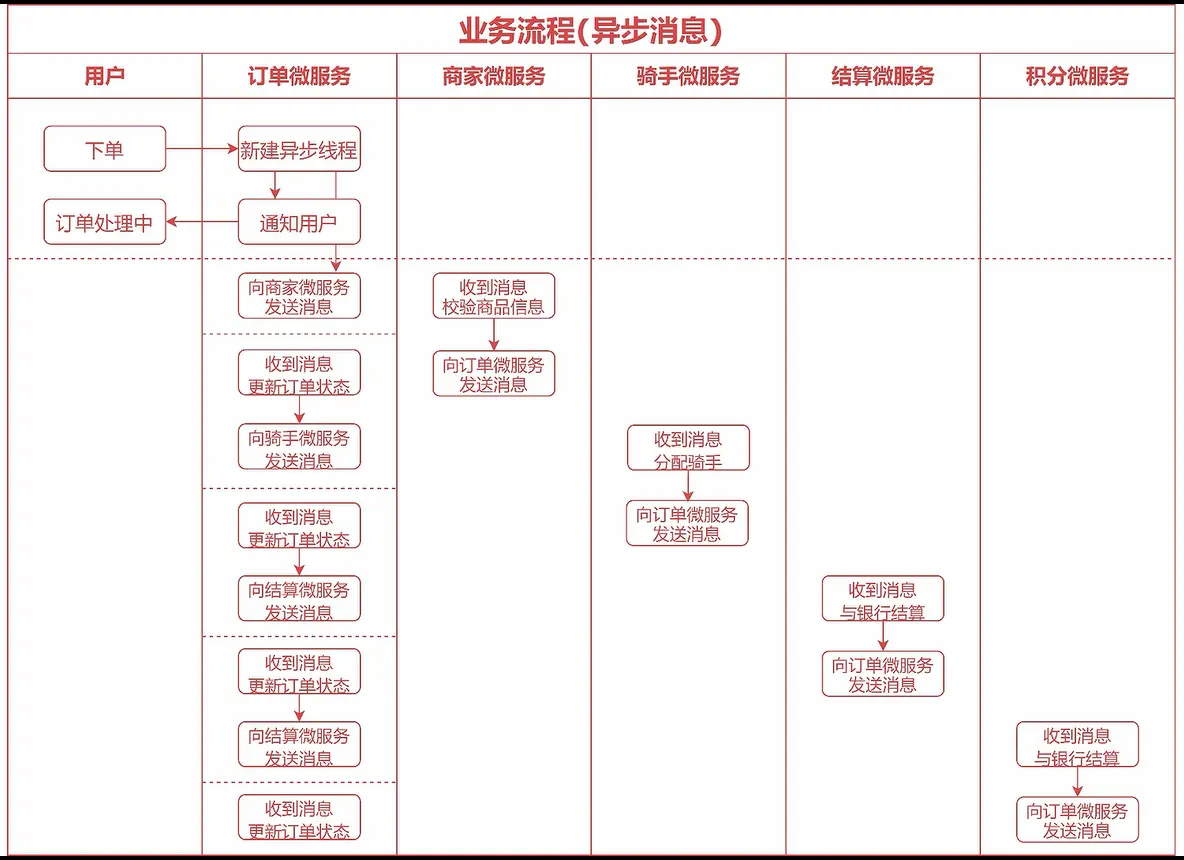 业务流程(异步消息)
用户
订单微服务
商家微服务
骑手微服务
结算微服务
积分微服务
下单
新建异步线程
订单处理中
通知用户
向商家微服务
发送消息
收到消息
校验商品信息
收到消息
更新订单状态
向订单微服务
发送消息
向骑手微服务
发送消息
收到消息
分配骑手
收到消息
更新订单状态
向订单微服务
发送消息
向结算微服务
发送消息
收到消息
与银行结算
收到消息
更新订单状态
向订单微服务
发送消息
向结算微服务
发送消息
收到消息
与银行结算
收到消息
更新订单状态
向订单微服务
发送消息